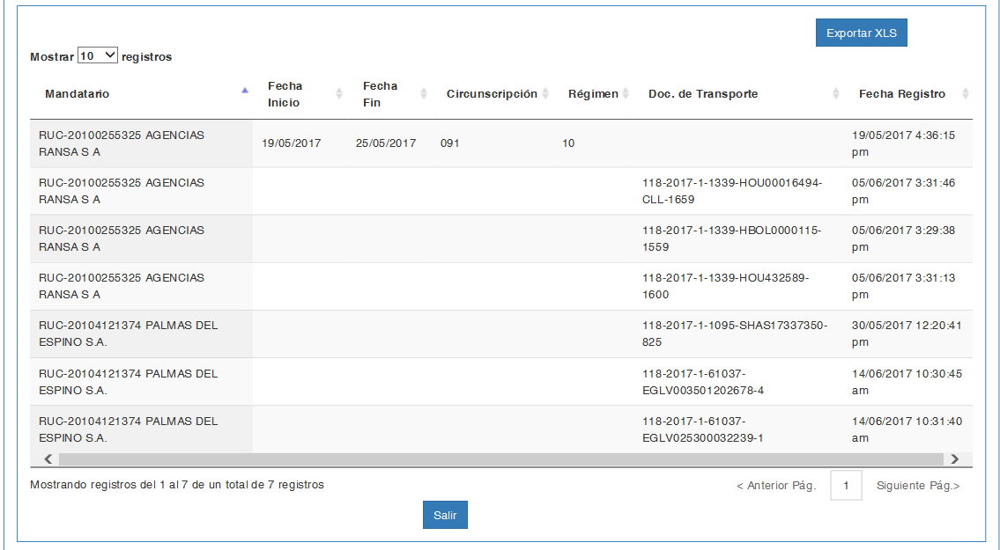 Exportar XLS
Mostrar 10 registros
Mandatario Fecha Inicio Fecha Fin Circunscripción Régimen Doc. de Transporte Fecha Registro
RUC-20100255325 AGENCIAS 19/05/2017 25/05/2017 091 10 19/05/2017 4:36:15
RANSA S A pm
RUC-20100255325 AGENCIAS 118-2017-1-1339-HOU00016494- 05/06/2017 3:31:46
RANSA S A CLL-1659 pm
RUC-20100255325 AGENCIAS 118-2017-1-1339-HBOL0000115- 05/06/2017 3:29:38
RANSA S A 1559 pm
RUC-20100255325 AGENCIAS 118-2017-1-1339-HOU432589- 05/06/2017 3:31:13
RANSA S A 1600 pm
RUC-20104121374 PALMAS DEL 118-2017-1-1095-SHAS17337350- 30/05/2017 12:20:41
ESPINO S.A. 825 pm
RUC-20104121374 PALMAS DEL 118-2017-1-61037- 14/06/2017 10:30:45
ESPINO S.A. EGLV003501202678-4 am
RUC-20104121374 PALMAS DEL 118-2017-1-61037- 14/06/2017 10:31:40
ESPINO S.A. EGLV025300032239-1 am
Mostrando registros del 1 al 7 de un total de 7 registros < Anterior Pág. 1 Siguiente Pág.>
Salir